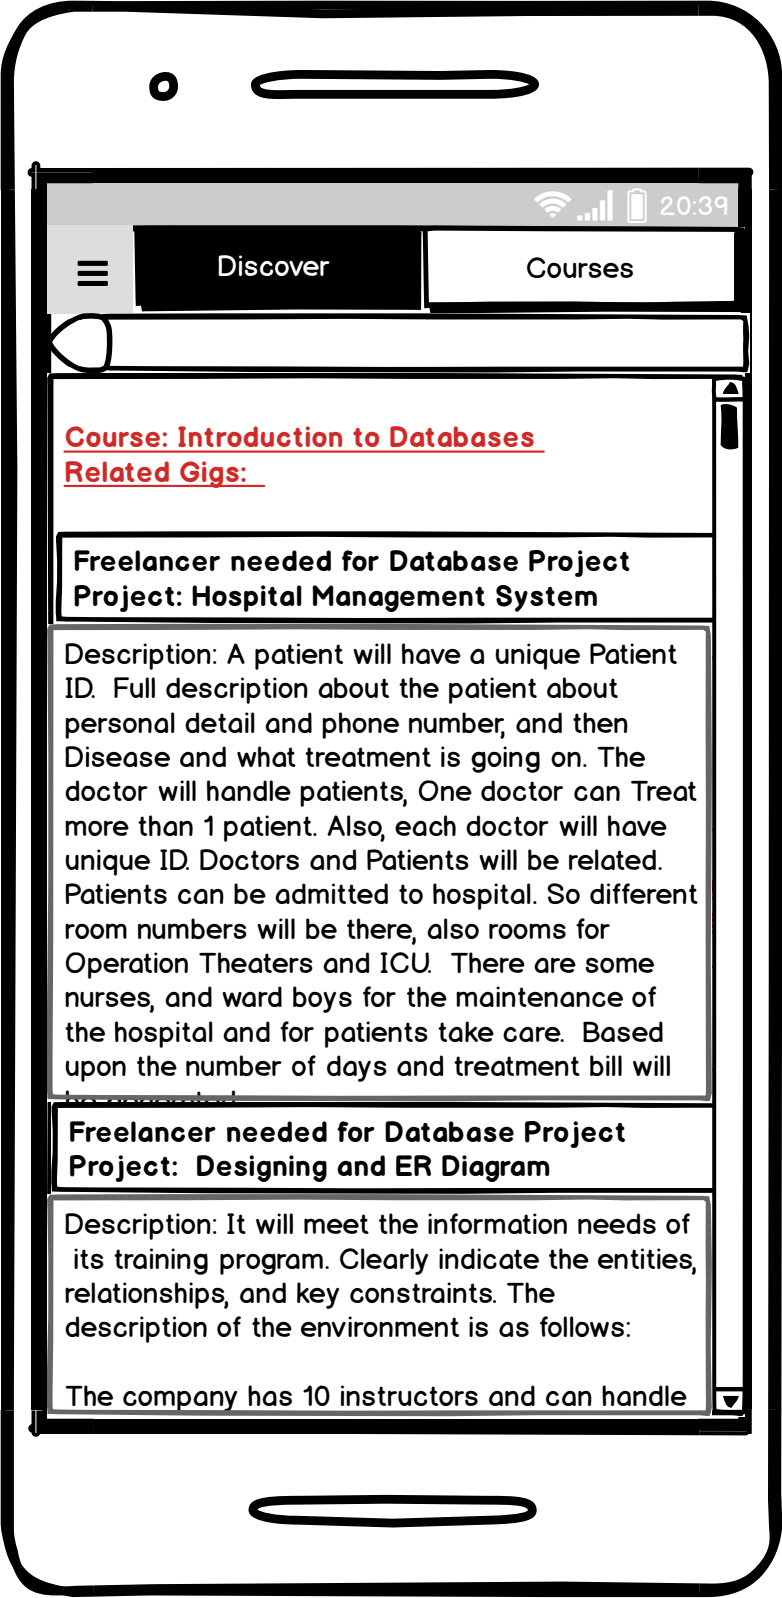 20:39
Discover
Courses
Course: Introduction to Databases
Related Gigs:
Freelancer needed for Database Project
Project: Hospital Management System
Description: A patient will have a unique Patient
ID.  Full description about the patient about
personal detail and phone number, and then
Disease and what treatment is going on. The
doctor will handle patients, One doctor can Treat
more than 1 patient. Also, each doctor will have
unique ID. Doctors and Patients will be related.
Patients can be admitted to hospital. So different
room numbers will be there, also rooms for
Operation Theaters and ICU.  There are some
nurses, and ward boys for the maintenance of
the hospital and for patients take care.  Based
upon the number of days and treatment bill will
Freelancer needed for Database Project
Project:  Designing and ER Diagram
Description: It will meet the information needs of
its training program. Clearly indicate the entities,
relationships, and key constraints. The
description of the environment is as follows:
The company has 10 instructors and can handle